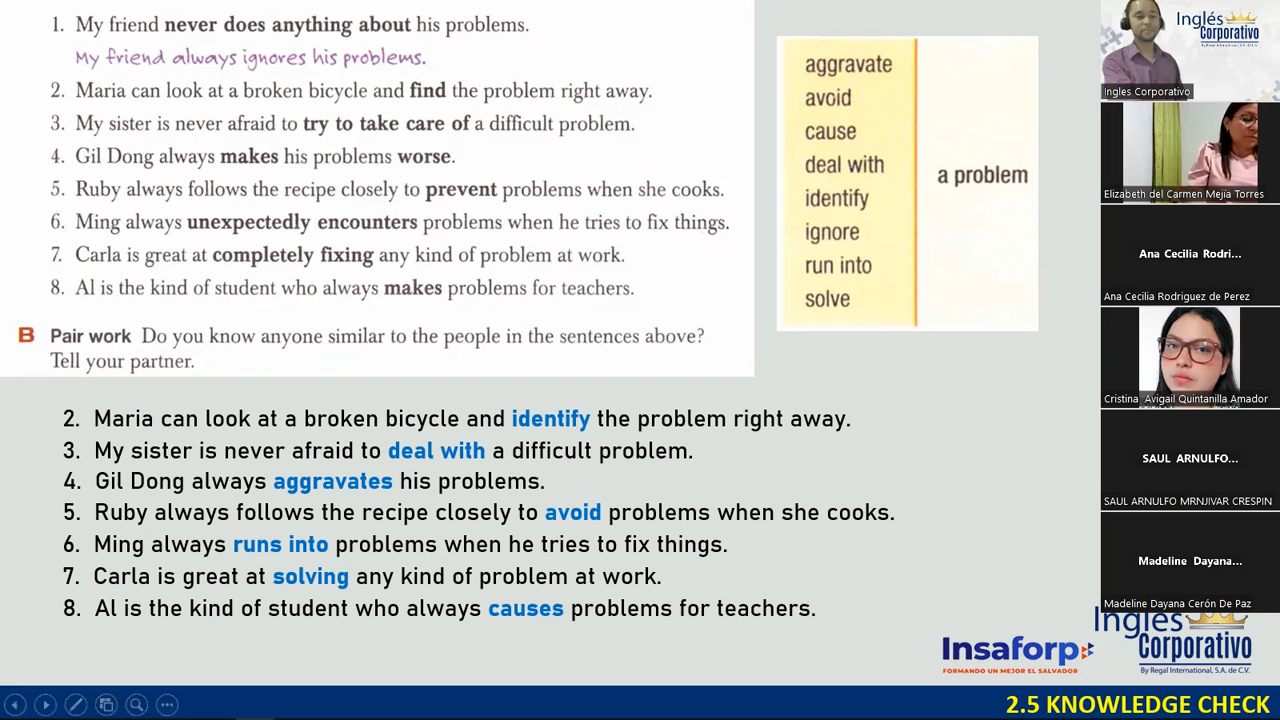 1. My friend never does anything about his problems.
My friend always ignores his problems.
2. Maria can look at a broken bicycle and find the problem right away.
3. My sister is never afraid to try to take care of a difficult problem.
4. Gil Dong always makes his problems worse.
5. Ruby always follows the recipe closely to prevent problems when she cooks.
6. Ming always unexpectedly encounters problems when he tries to fix things.
7. Carla is great at completely fixing any kind of problem at work.
8. Al is the kind of student who always makes problems for teachers.
B Pair work Do you know anyone similar to the people in the sentences above?
Tell your partner.
aggravate
avoid
cause
deal with
identify
ignore
run into
solve
a problem
2. Maria can look at a broken bicycle and identify the problem right away.
3. My sister is never afraid to deal with a difficult problem.
4. Gil Dong always aggravates his problems.
5. Ruby always follows the recipe closely to avoid problems when she cooks.
6. Ming always runs into problems when he tries to fix things.
7. Carla is great at solving any kind of problem at work.
8. Al is the kind of student who always causes problems for teachers.
Inglés
Corporativo
By Regal International, S.A. de C.V.
Ingles Corporativo
Elizabeth del Carmen Mejía Torres
Ana Cecilia Rodri...
Ana Cecilia Rodriguez de Perez
Cristina Avigail Quintanilla Amador
SAUL ARNULFO...
SAUL ARNULFO MRNJIVAR CRESPIN
Madeline Dayana...
Madeline Dayana Cerón De Paz
Insaforp
FORMANDO UN MEJOR EL SALVADOR
Inglés
Corporativo
By Regal International, S.A. de C.V.
2.5 KNOWLEDGE CHECK